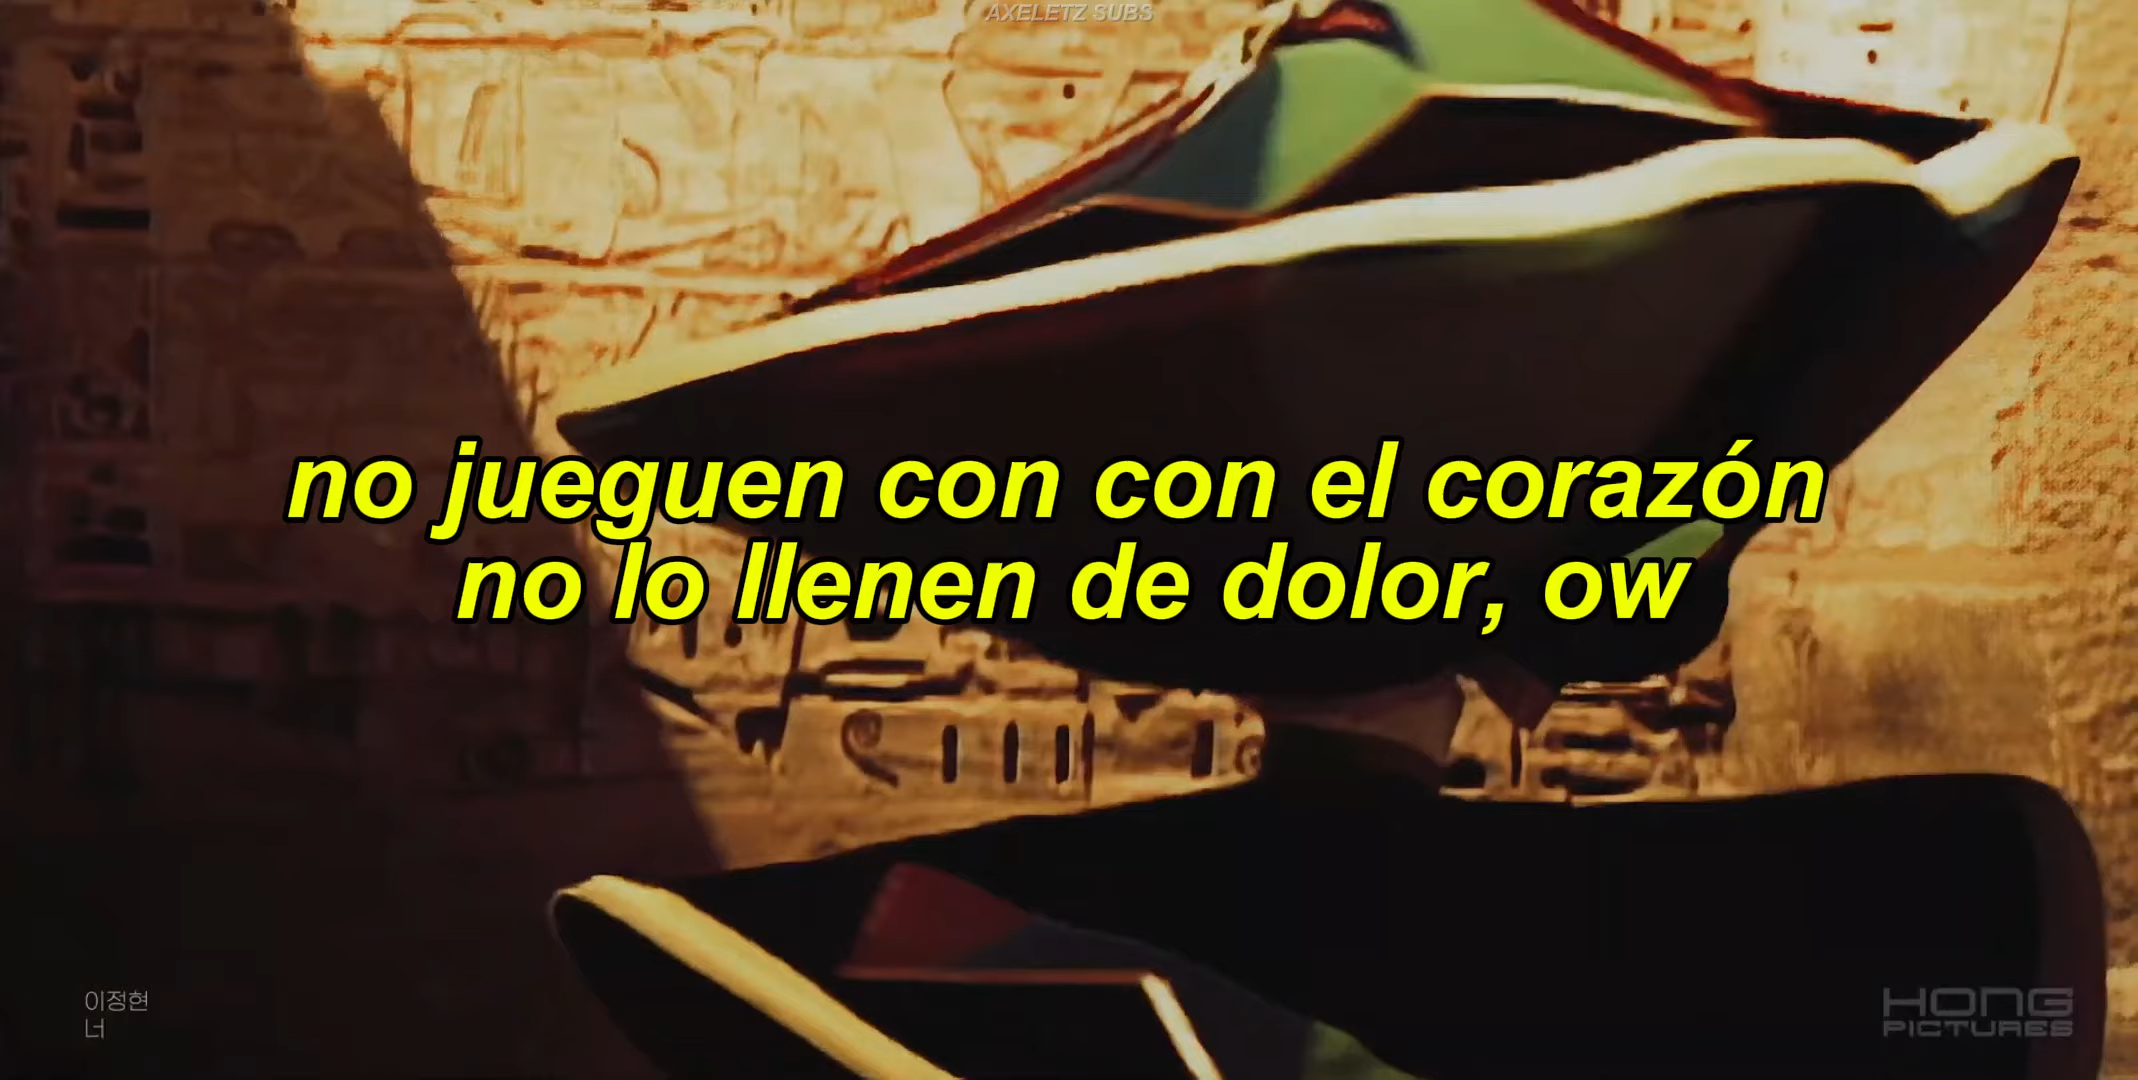 AXELETZ SUBS
no jueguen con con el corazón
no lo llenen de dolor, ow
이정현
너
HONG
PICTURES